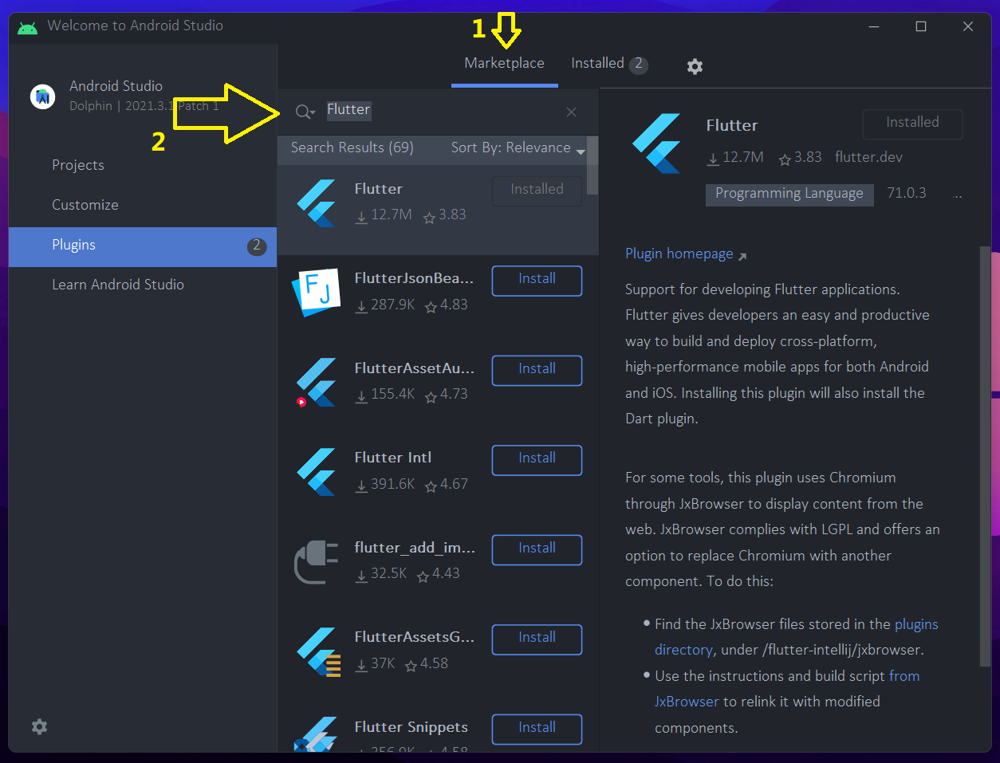 Welcome to Android Studio
1
Marketplace
Installed 2
Android Studio
Dolphin | 2021.3.1 Patch 1
2
Projects
Customize
Plugins 2
Learn Android Studio
Flutter
Search Results (69) Sort By: Relevance
Flutter
Installed
12.7M 3.83
FlutterJsonBea...
Install
287.9K 4.83
FlutterAssetAu...
Install
155.4K 4.73
Flutter Intl
Install
391.6K 4.67
flutter_add_im...
Install
32.5K 4.43
FlutterAssetsG...
Install
37K 4.58
Flutter Snippets
Install
356.9K 4.58
Flutter
Installed
12.7M 3.83 flutter.dev
Programming Language 71.0.3 ...
Plugin homepage
Support for developing Flutter applications.
Flutter gives developers an easy and productive
way to build and deploy cross-platform,
high-performance mobile apps for both Android
and iOS. Installing this plugin will also install the
Dart plugin.
For some tools, this plugin uses Chromium
through JxBrowser to display content from the
web. JxBrowser complies with LGPL and offers an
option to replace Chromium with another
component. To do this:
• Find the JxBrowser files stored in the plugins
directory, under /flutter-intellij/jxbrowser.
• Use the instructions and build script from
JxBrowser to relink it with modified
components.